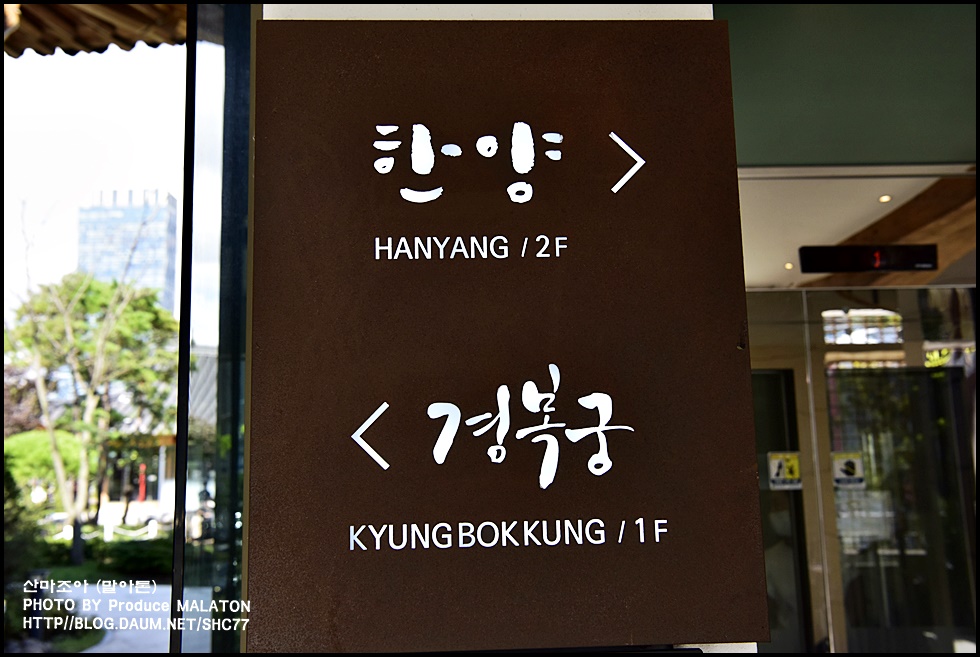 한양 >
HANYANG / 2F
< 경복궁
KYUNGBOKKUNG / 1F
1
산마조아 (말아톤)
PHOTO BY Produce MALATON
HTTP//BLOG.DAUM.NET/SHC77